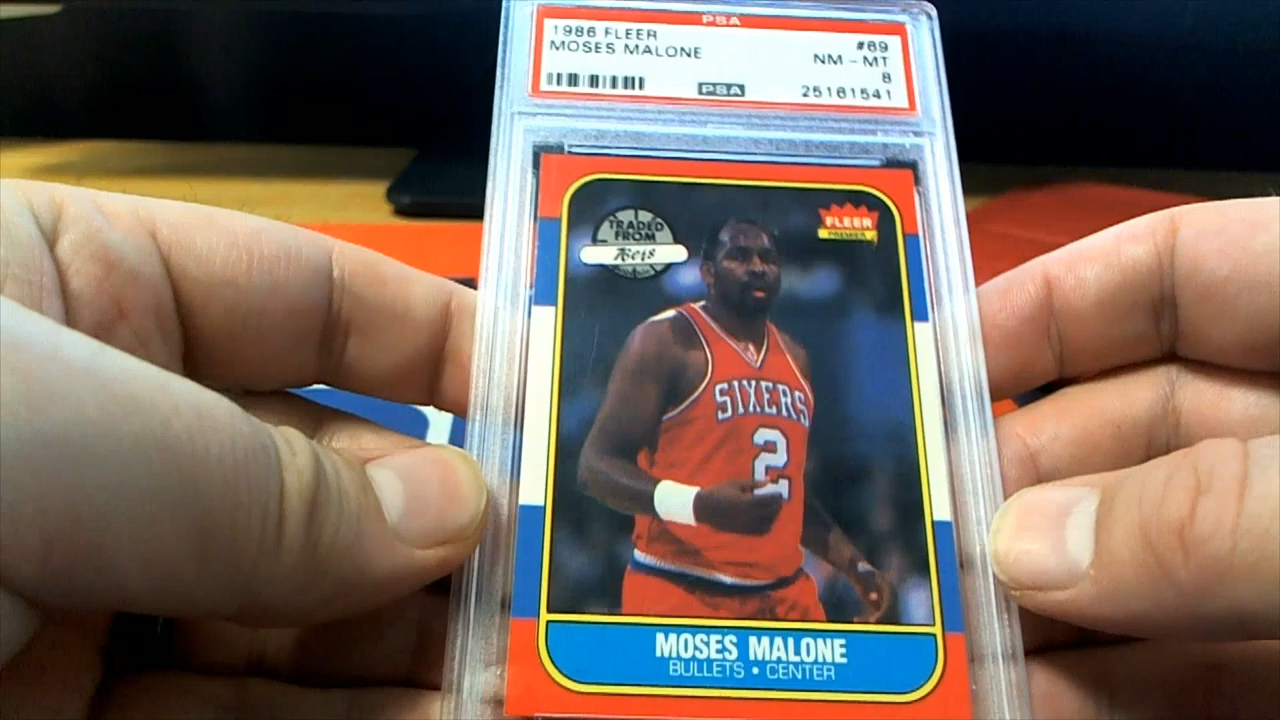 PSA
1986 FLEER #69
MOSES MALONE NM - MT
8
PSA 25161541
TRADED
FROM
76ers
FLEER
PREMIER
SIXERS
2
MOSES MALONE
BULLETS • CENTER